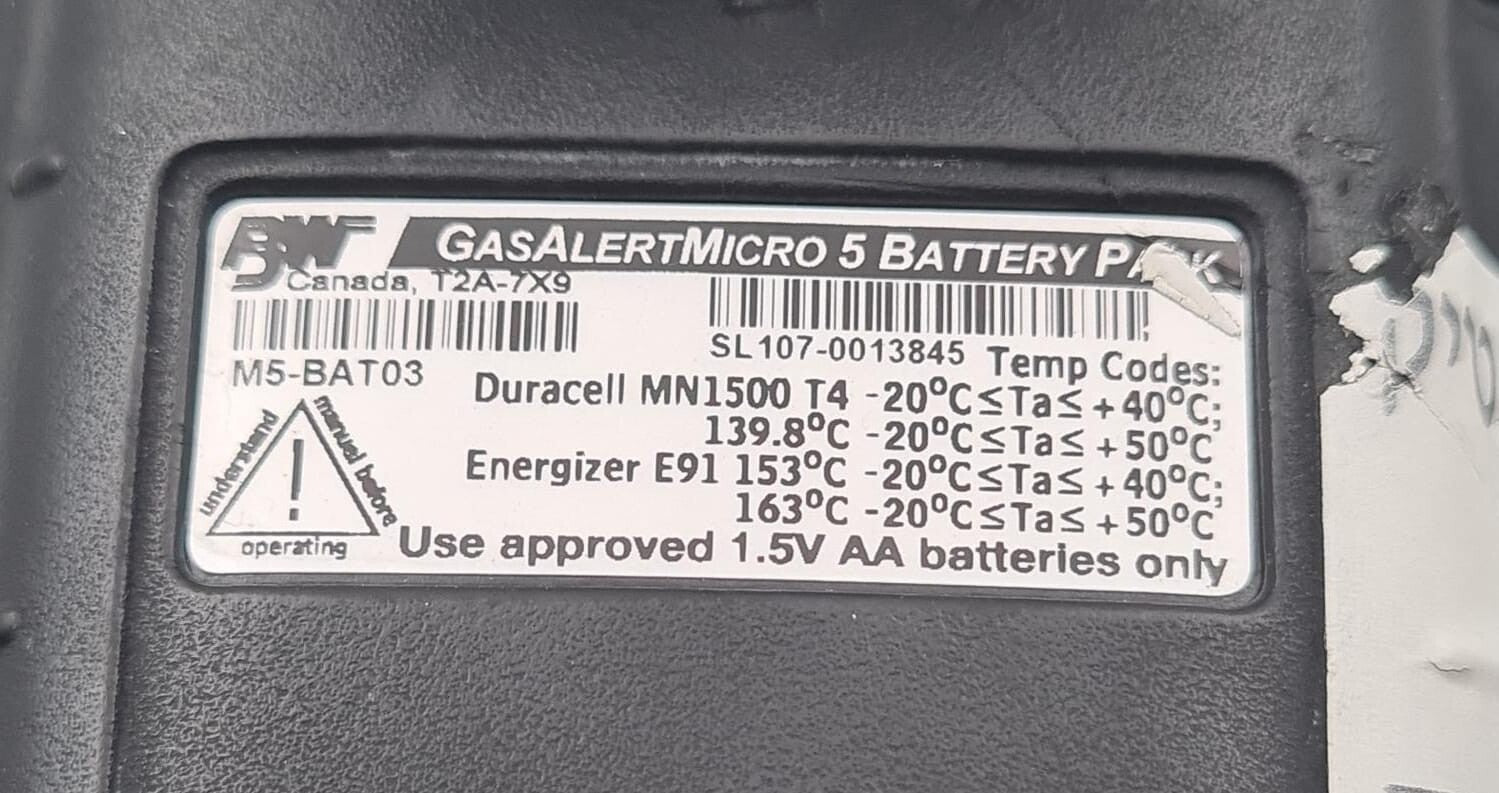 BW
GASALERTMICRO 5 BATTERY PACK
Canada, T2A-7X9
M5-BAT03
SL107-0013845
Temp Codes:
Duracell MN1500 T4 -20°C≤Ta≤ +40°C;
139.8°C -20°C≤Ta≤ +50°C
Energizer E91 153°C -20°C≤Ta≤ +40°C;
163°C -20°C≤Ta≤ +50°C
understand
manuel before
operating
!
Use approved 1.5V AA batteries only